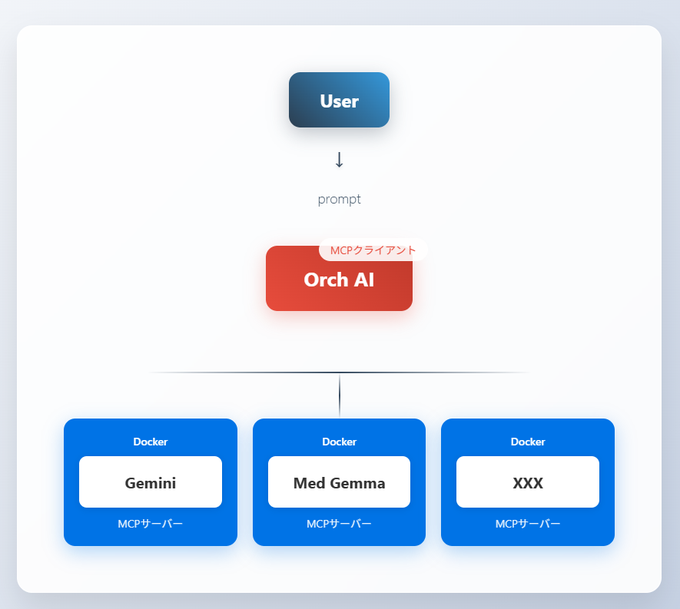 User
↓
prompt
MCPクライアント
Orch AI
Docker
Gemini
MCPサーバー
Docker
Med Gemma
MCPサーバー
Docker
XXX
MCPサーバー